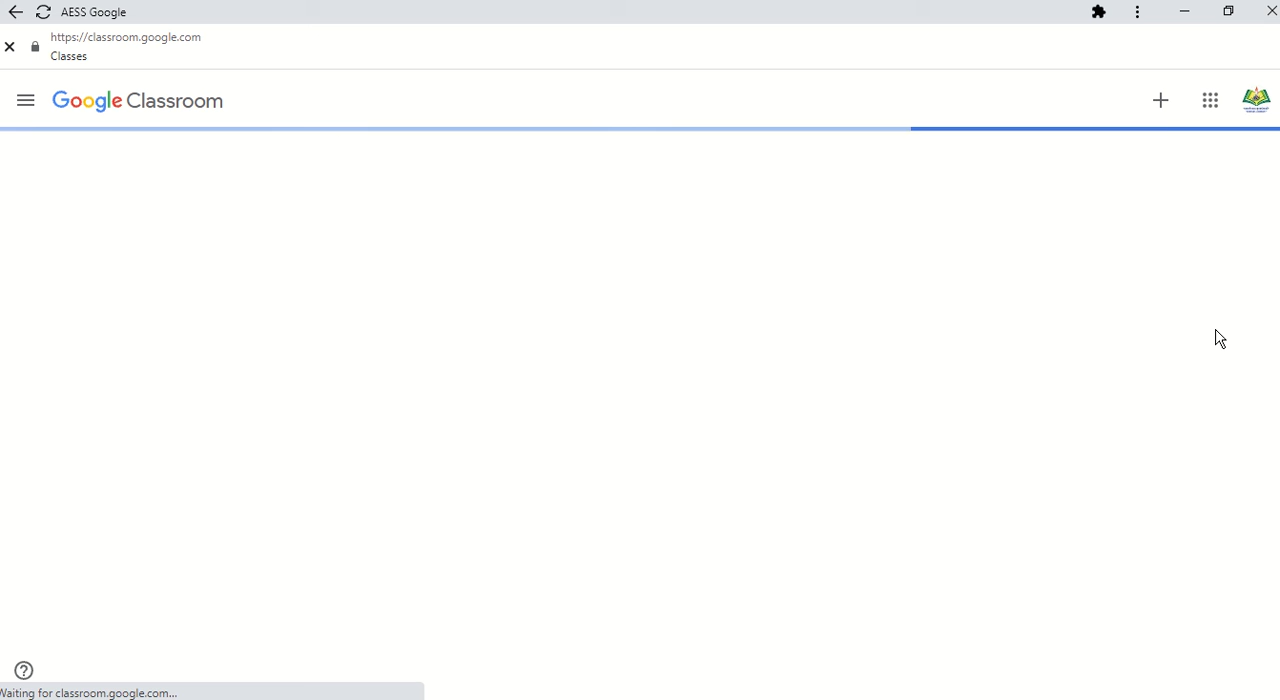 AESS Google
https://classroom.google.com
Classes
Google Classroom
Waiting for classroom.google.com...